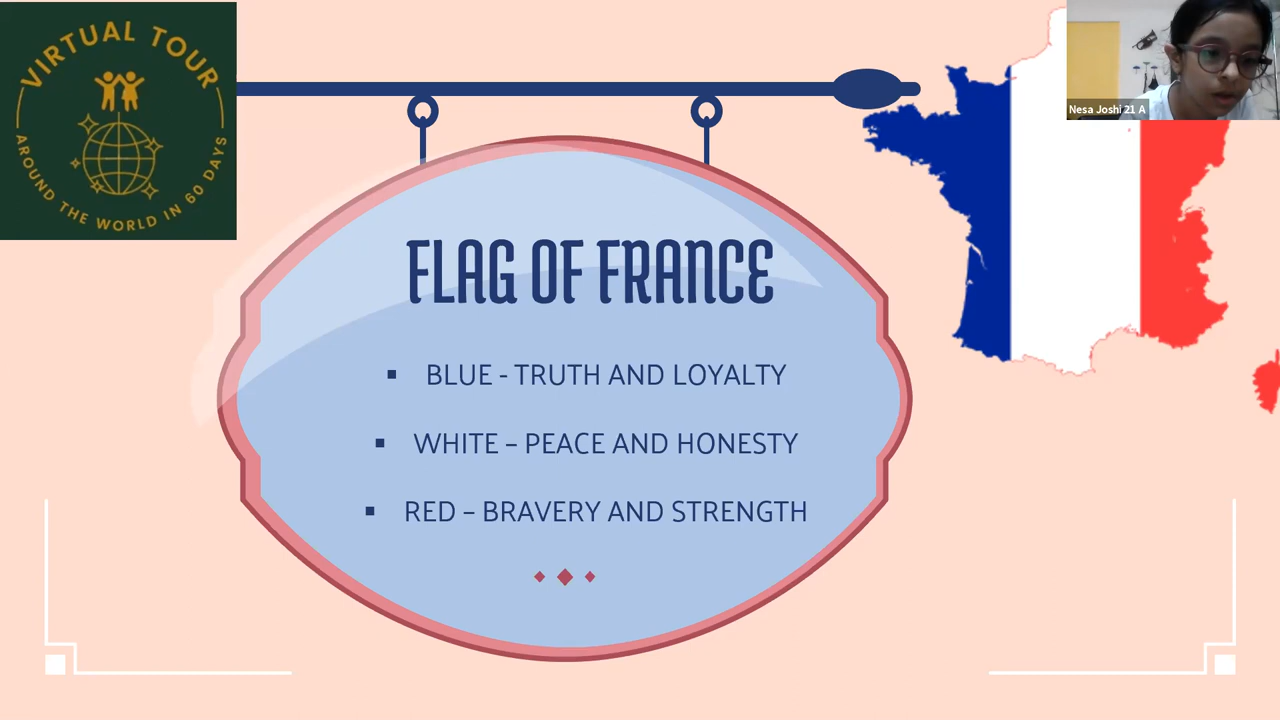 VIRTUAL TOUR
AROUND THE WORLD IN 60 DAYS
Nesa Joshi 21 A
FLAG OF FRANCE
▪ BLUE - TRUTH AND LOYALTY
▪ WHITE – PEACE AND HONESTY
▪ RED – BRAVERY AND STRENGTH